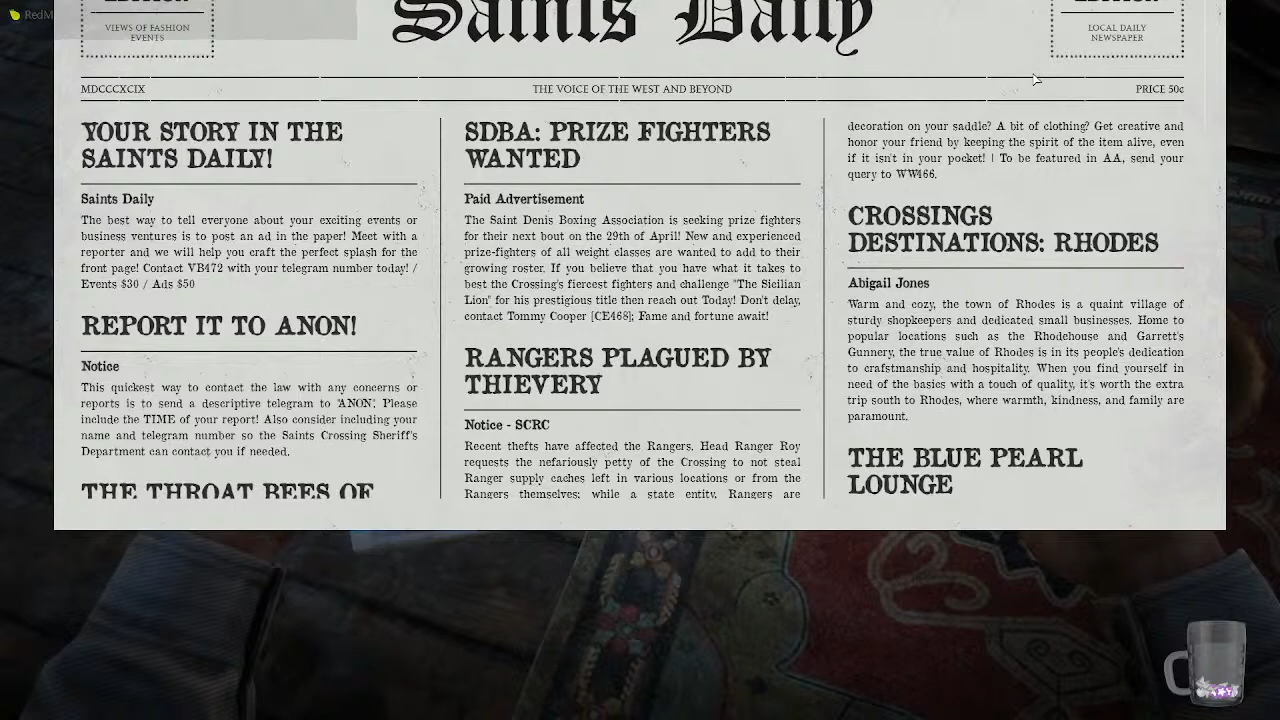 RedM
EDITION
VIEWS OF FASHION
EVENTS
Saints Daily
EDITION
LOCAL DAILY
NEWSPAPER
MDCCCXCIX
THE VOICE OF THE WEST AND BEYOND
PRICE 50¢
YOUR STORY IN THE
SAINTS DAILY!
Saints Daily
The best way to tell everyone about your exciting events or
business ventures is to post an ad in the paper! Meet with a
reporter and we will help you craft the perfect splash for the
front page! Contact VB472 with your telegram number today! /
Events $30 / Ads $50
REPORT IT TO ANON!
Notice
This quickest way to contact the law with any concerns or
reports is to send a descriptive telegram to 'ANON'. Please
include the TIME of your report! Also consider including your
name and telegram number so the Saints Crossing Sheriff's
Department can contact you if needed.
THE THROAT BEES OF
SDBA: PRIZE FIGHTERS
WANTED
Paid Advertisement
The Saint Denis Boxing Association is seeking prize fighters
for their next bout on the 29th of April! New and experienced
prize-fighters of all weight classes are wanted to add to their
growing roster. If you believe that you have what it takes to
best the Crossing's fiercest fighters and challenge "The Sicilian
Lion" for his prestigious title then reach out Today! Don't delay,
contact Tommy Cooper [CE468]; Fame and fortune await!
RANGERS PLAGUED BY
THIEVERY
Notice - SCRC
Recent thefts have affected the Rangers. Head Ranger Roy
requests the nefariously petty of the Crossing to not steal
Ranger supply caches left in various locations or from the
Rangers themselves; while a state entity, Rangers are
decoration on your saddle? A bit of clothing? Get creative and
honor your friend by keeping the spirit of the item alive, even
if it isn't in your pocket! | To be featured in AA, send your
query to WW466.
CROSSINGS
DESTINATIONS: RHODES
Abigail Jones
Warm and cozy, the town of Rhodes is a quaint village of
sturdy shopkeepers and dedicated small businesses. Home to
popular locations such as the Rhodehouse and Garrett's
Gunnery, the true value of Rhodes is in its people's dedication
to crafstmanship and hospitality. When you find yourself in
need of the basics with a touch of quality, it's worth the extra
trip south to Rhodes, where warmth, kindness, and family are
paramount.
THE BLUE PEARL
LOUNGE